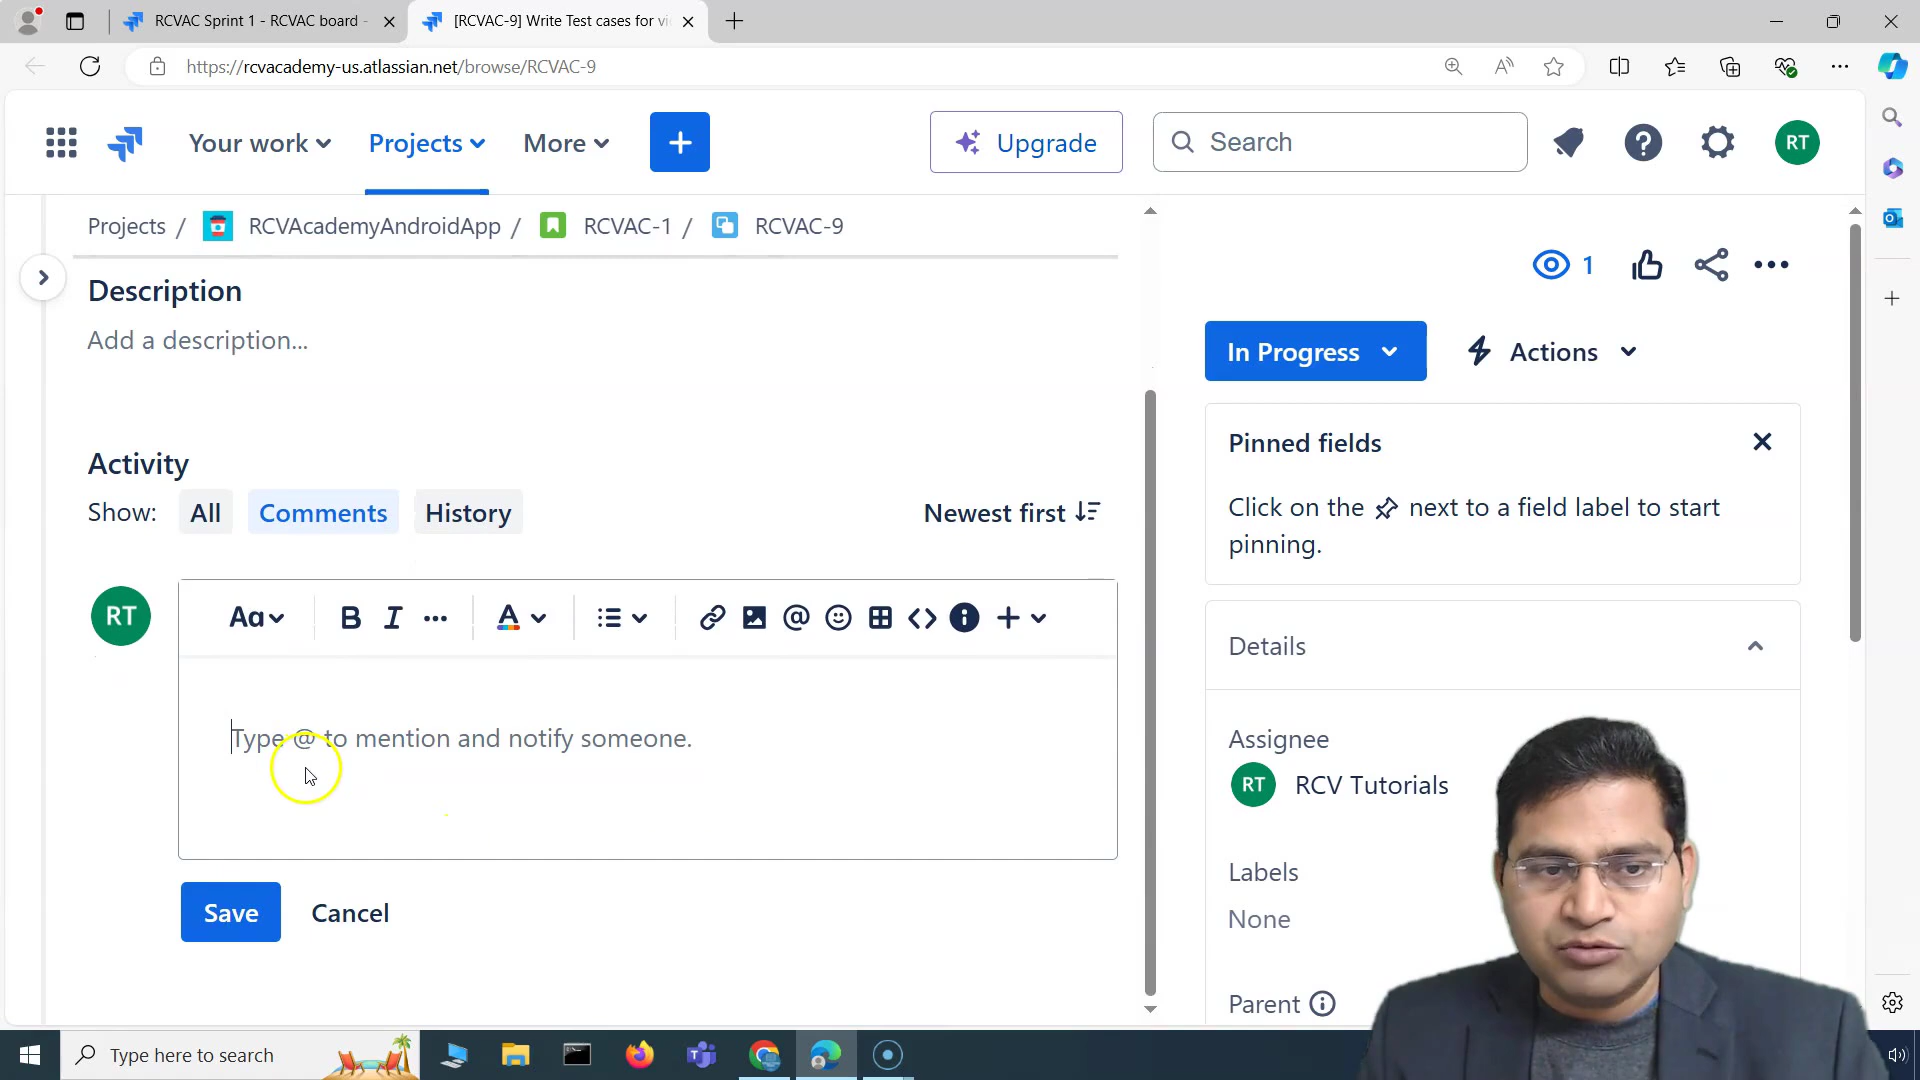 RCVAC Sprint 1 - RCVAC board -
[RCVAC-9] Write Test cases for vi
https://rcvacademy-us.atlassian.net/browse/RCVAC-9
Your work
Projects
More
+
Upgrade
Search
RT
Projects / RCVAcademyAndroidApp / RCVAC-1 / RCVAC-9
1
Description
Add a description...
In Progress
Actions
Pinned fields
Click on the next to a field label to start
pinning.
Activity
Show: All Comments History
Newest first
RT
Aa B I ... A @ <> i +
Type @ to mention and notify someone.
Save
Cancel
Details
Assignee
RT RCV Tutorials
Labels
None
Parent
Type here to search